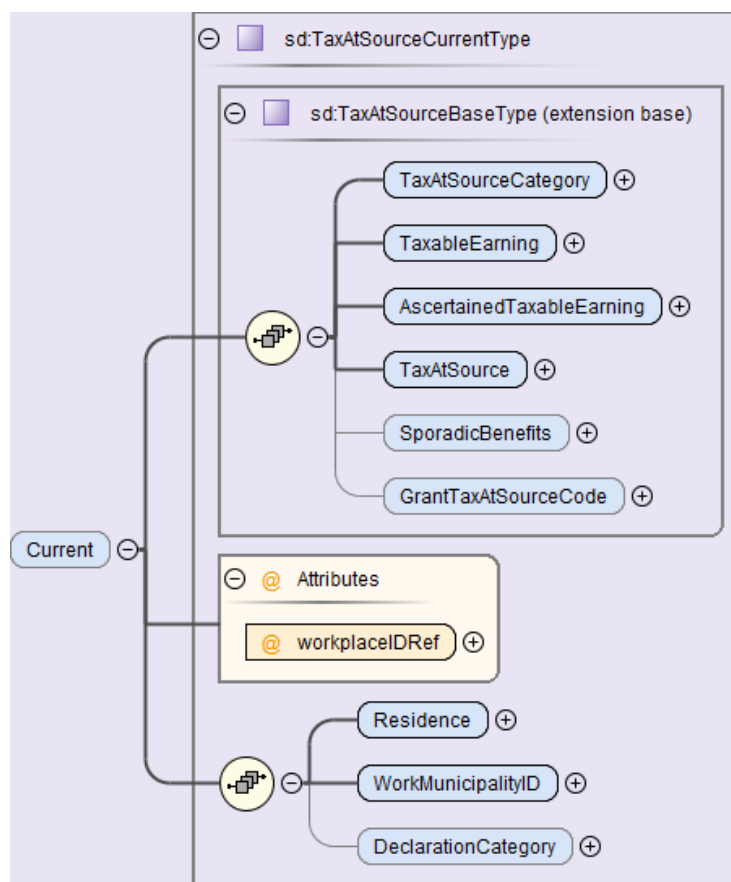 sd:TaxAtSourceCurrentType
sd:TaxAtSourceBaseType (extension base)
TaxAtSourceCategory
TaxableEarning
AscertainedTaxableEarning
TaxAtSource
SporadicBenefits
GrantTaxAtSourceCode
Current
@ Attributes
@ workplaceIDRef
Residence
WorkMunicipalityID
DeclarationCategory